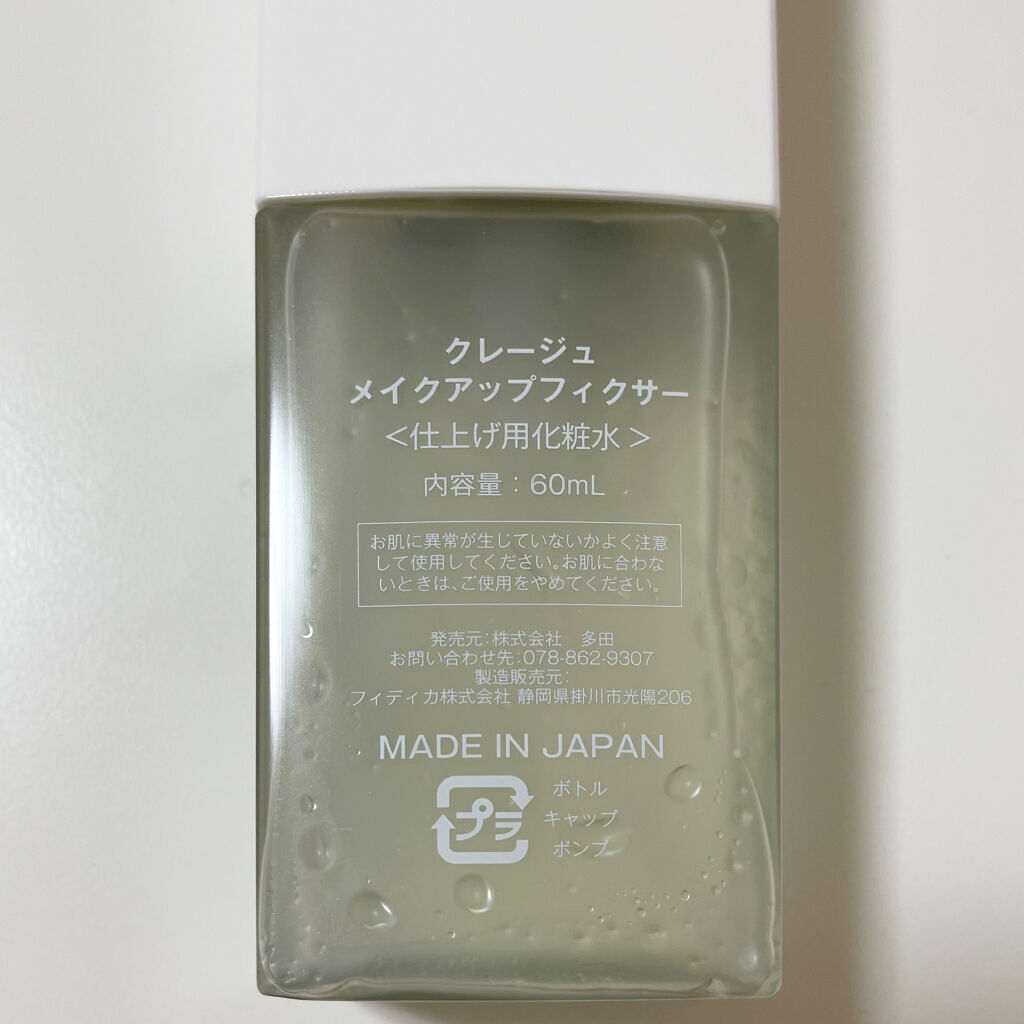 クレージュ
メイクアップフィクサー
＜仕上げ用化粧水＞
内容量：60mL
お肌に異常が生じていないかよく注意
して使用してください。お肌に合わな
いときは、ご使用をやめてください。
発売元：株式会社　多田
お問い合わせ先：078-862-9307
製造販売元：
フィディカ株式会社 静岡県掛川市光陽206
MADE IN JAPAN
プラ
ボトル
キャップ
ポンプ